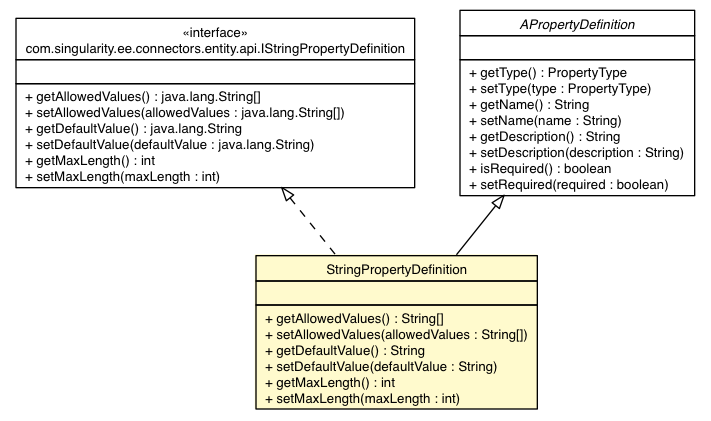 «interface»
com.singularity.ee.connectors.entity.api.IStringPropertyDefinition
+ getAllowedValues() : java.lang.String[]
+ setAllowedValues(allowedValues : java.lang.String[])
+ getDefaultValue() : java.lang.String
+ setDefaultValue(defaultValue : java.lang.String)
+ getMaxLength() : int
+ setMaxLength(maxLength : int)
APropertyDefinition
+ getType() : PropertyType
+ setType(type : PropertyType)
+ getName() : String
+ setName(name : String)
+ getDescription() : String
+ setDescription(description : String)
+ isRequired() : boolean
+ setRequired(required : boolean)
StringPropertyDefinition
+ getAllowedValues() : String[]
+ setAllowedValues(allowedValues : String[])
+ getDefaultValue() : String
+ setDefaultValue(defaultValue : String)
+ getMaxLength() : int
+ setMaxLength(maxLength : int)